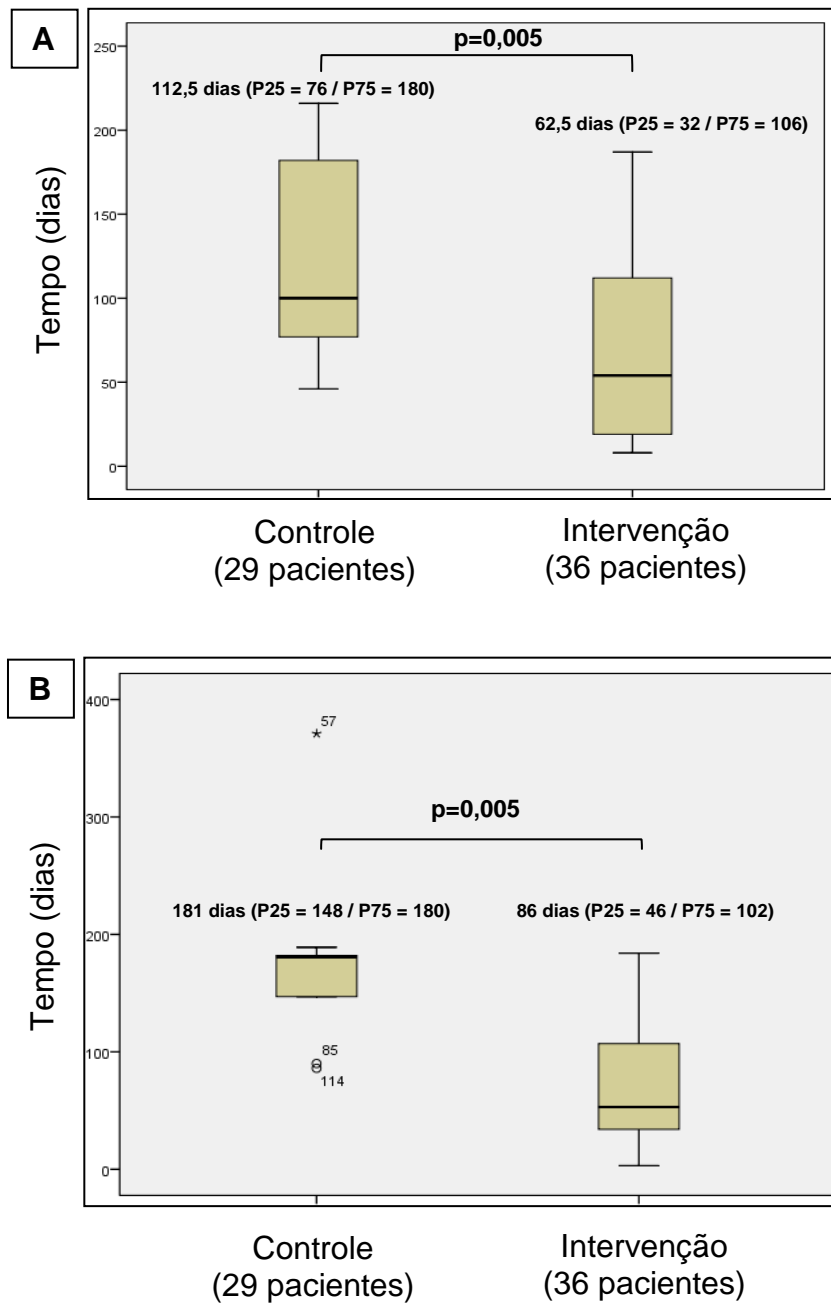 A
p=0,005
250
112,5 dias (P25 = 76 / P75 = 180)
62,5 dias (P25 = 32 / P75 = 106)
200
150
100
50
0
Tempo (dias)
Controle
(29 pacientes)
Intervenção
(36 pacientes)
B
400
57
300
p=0,005
181 dias (P25 = 148 / P75 = 180)
86 dias (P25 = 46 / P75 = 102)
200
100
85
114
0
Tempo (dias)
Controle
(29 pacientes)
Intervenção
(36 pacientes)